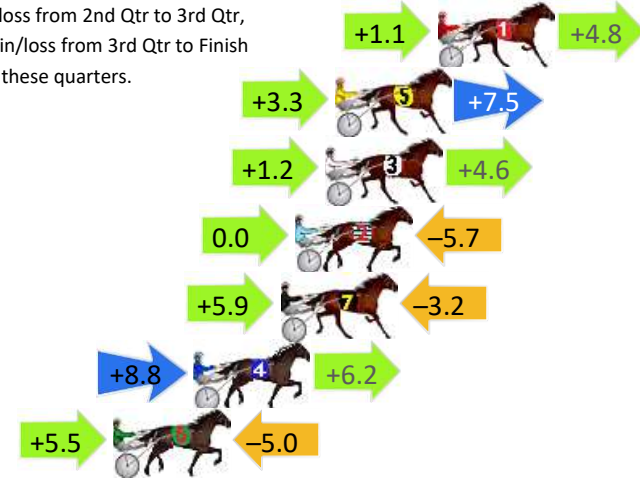 loss from 2nd Qtr to 3rd Qtr,
in/loss from 3rd Qtr to Finish
these quarters.
+1.1 1 +4.8
+3.3 5 +7.5
+1.2 3 +4.6
0.0 2 –5.7
+5.9 7 –3.2
+8.8 4 +6.2
+5.5 6 –5.0